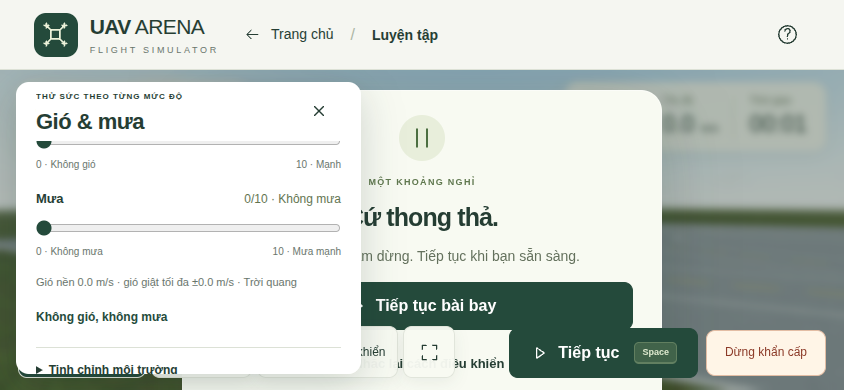 UAV ARENA
FLIGHT SIMULATOR
Trang chủ / Luyện tập
THỬ SỨC THEO TỪNG MỨC ĐỘ
Gió & mưa
0 · Không gió
10 · Mạnh
Mưa
0/10 · Không mưa
0 · Không mưa
10 · Mưa mạnh
Gió nền 0.0 m/s · gió giật tối đa ±0.0 m/s · Trời quang
Không gió, không mưa
Tinh chỉnh môi trường
MỘT KHOẢNG NGHỈ
thong thả.
dừng. Tiếp tục khi bạn sẵn sàng.
Tiếp tục bài bay
điều khiển
Tiếp tục
Space
Dừng khẩn cấp
00:01